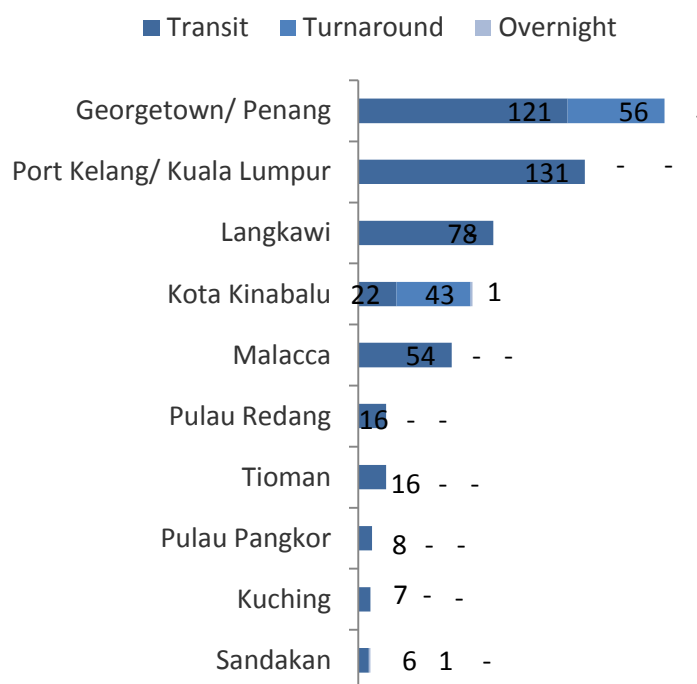 Transit Turnaround Overnight
Georgetown/ Penang 121 56 -
Port Kelang/ Kuala Lumpur 131 - -
Langkawi 78 -
Kota Kinabalu 22 43 1
Malacca 54 - -
Pulau Redang 16 - -
Tioman 16 - -
Pulau Pangkor 8 - -
Kuching 7 - -
Sandakan 6 1 -